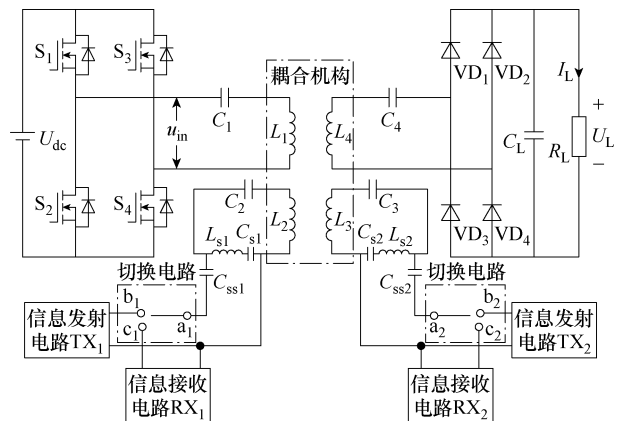 S1
S3
S2
S4
Udc
uin
C1
耦合机构
L1
L4
C4
VD1
VD2
VD3
VD4
IL
CL
RL
+
UL
−
C2
L2
Ls1
Cs1
Css1
L3
C3
Cs2
Ls2
Css2
切换电路
b1
c1
a1
信息发射
电路TX1
信息接收
电路RX1
切换电路
b2
a2
c2
信息发射
电路TX2
信息接收
电路RX2